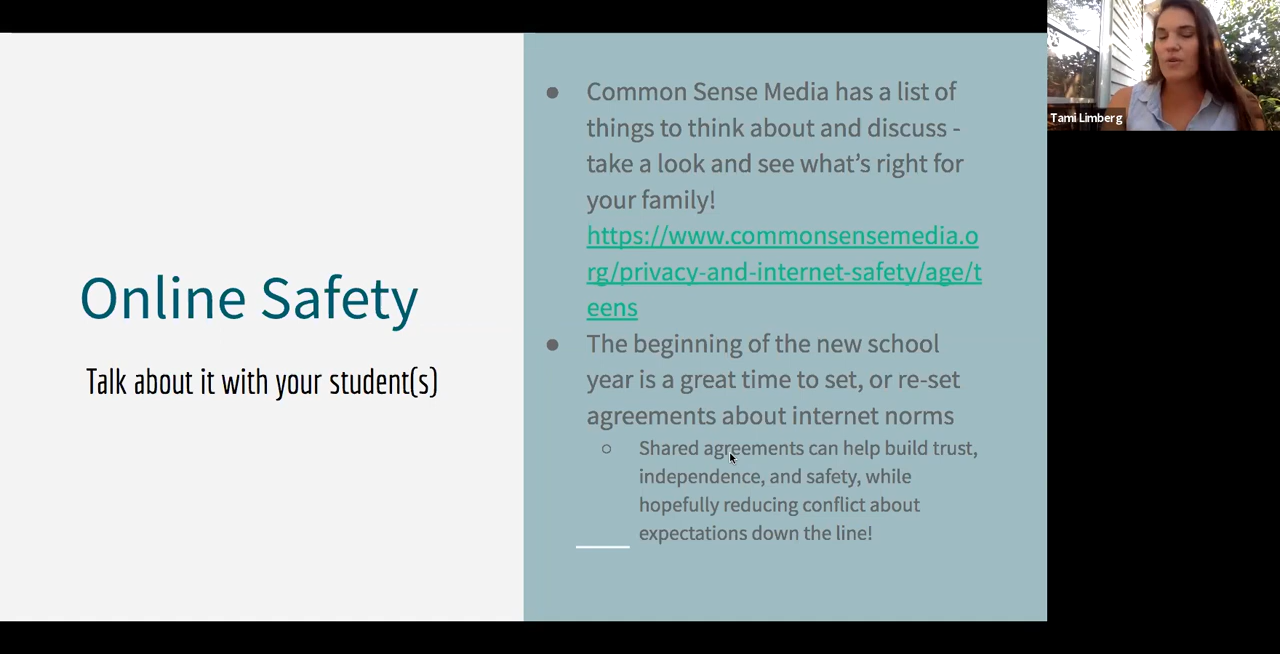 Online Safety
Talk about it with your student(s)
● Common Sense Media has a list of
things to think about and discuss -
take a look and see what’s right for
your family!
https://www.commonsensemedia.o
rg/privacy-and-internet-safety/age/t
eens
● The beginning of the new school
year is a great time to set, or re-set
agreements about internet norms
○ Shared agreements can help build trust,
independence, and safety, while
hopefully reducing conflict about
expectations down the line!
Tami Limberg